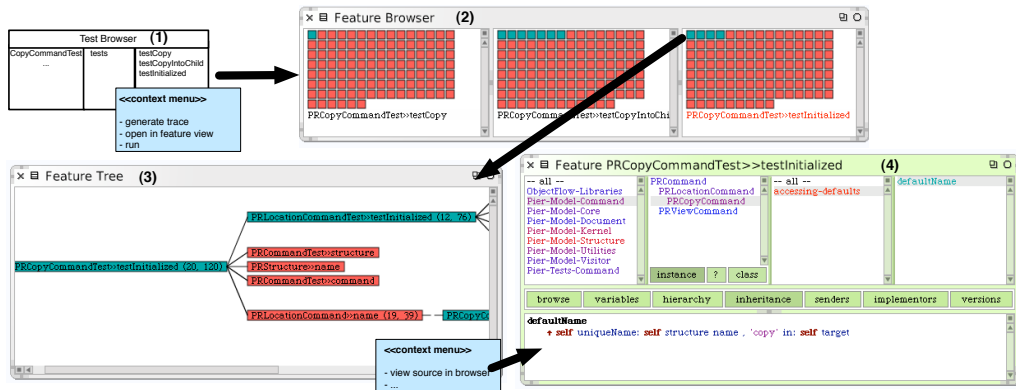 Test Browser
(1)
CopyCommandTest
...
tests
testCopy
testCopyIntoChild
testInitialized
<<context menu>>
- generate trace
- open in feature view
- run
Feature Browser
(2)
PRCopyCommandTest>>testCopy
PRCopyCommandTest>>testCopyIntoChi
PRCopyCommandTest>>testInitialized
Feature Tree
(3)
PRLocationCommandTest>>testInitialized (12, 76)
PRCommandTest>>structure
PRCopyCommandTest>>testInitialized (20, 120)
PRStructure>>name
PRCommandTest>>command
PRLocationCommand>>name (19, 39)
PRCopyCo
<<context menu>>
- view source in browser
- ...
Feature PRCopyCommandTest>>testInitialized
(4)
-- all --
ObjectFlow-Libraries
Pier-Model-Command
Pier-Model-Core
Pier-Model-Document
Pier-Model-Kernel
Pier-Model-Structure
Pier-Model-Utilities
Pier-Model-Visitor
Pier-Tests-Command
PRCommand
PRLocationCommand
PRCopyCommand
PRViewCommand
instance
?
class
-- all --
accessing-defaults
defaultName
browse
variables
hierarchy
inheritance
senders
implementors
versions
defaultName
↑ self uniqueName: self structure name , 'copy' in: self target